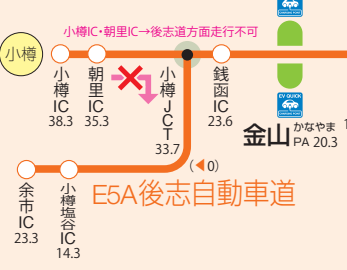 小樽IC・朝里IC→後志道方面走行不可
小樽
小樽IC
38.3
朝里IC
35.3
小樽JCT
33.7
銭函IC
23.6
EV QUICK
金山
かなやま
PA 20.3
1
(◀0)
余市IC
23.3
小樽塩谷IC
14.3
E5A後志自動車道